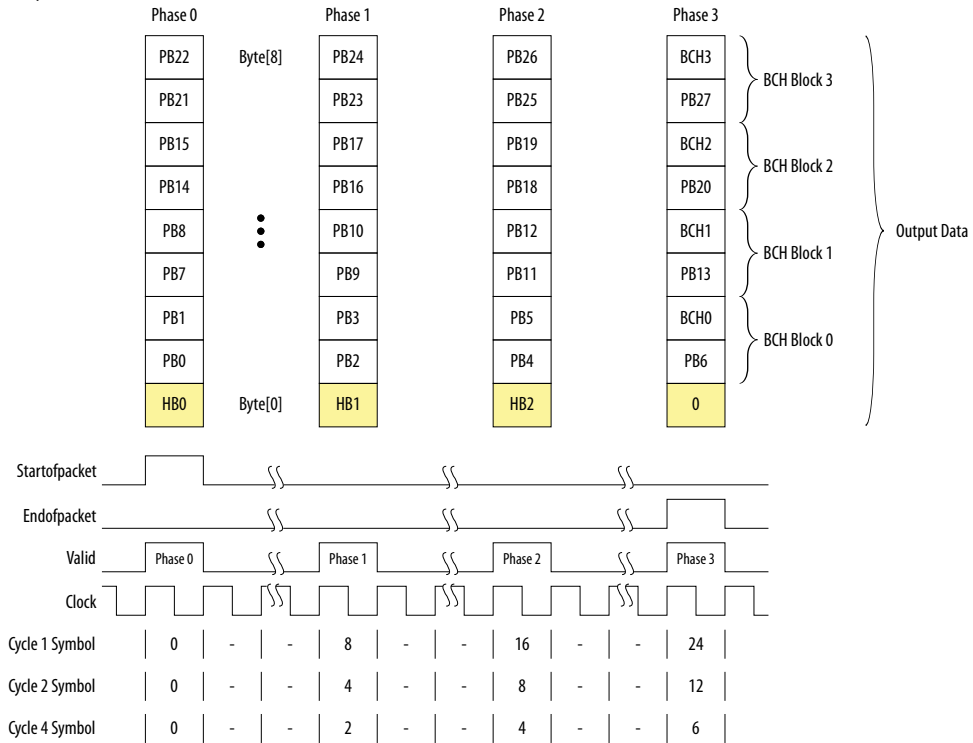 Phase 0 Phase 1 Phase 2 Phase 3
PB22 Byte[8] PB24 PB26 BCH3
BCH Block 3
PB21 PB23 PB25 PB27
PB15 PB17 PB19 BCH2
BCH Block 2
PB14 PB16 PB18 PB20
PB8 PB10 PB12 BCH1 Output Data
BCH Block 1
PB7 PB9 PB11 PB13
PB1 PB3 PB5 BCH0
BCH Block 0
PB0 PB2 PB4 PB6
HB0 Byte[0] HB1 HB2 0
Startofpacket
Endofpacket
Valid Phase 0 Phase 1 Phase 2 Phase 3
Clock
Cycle 1 Symbol 0 - - 8 - - 16 - - 24
Cycle 2 Symbol 0 - - 4 - - 8 - - 12
Cycle 4 Symbol 0 - - 2 - - 4 - - 6